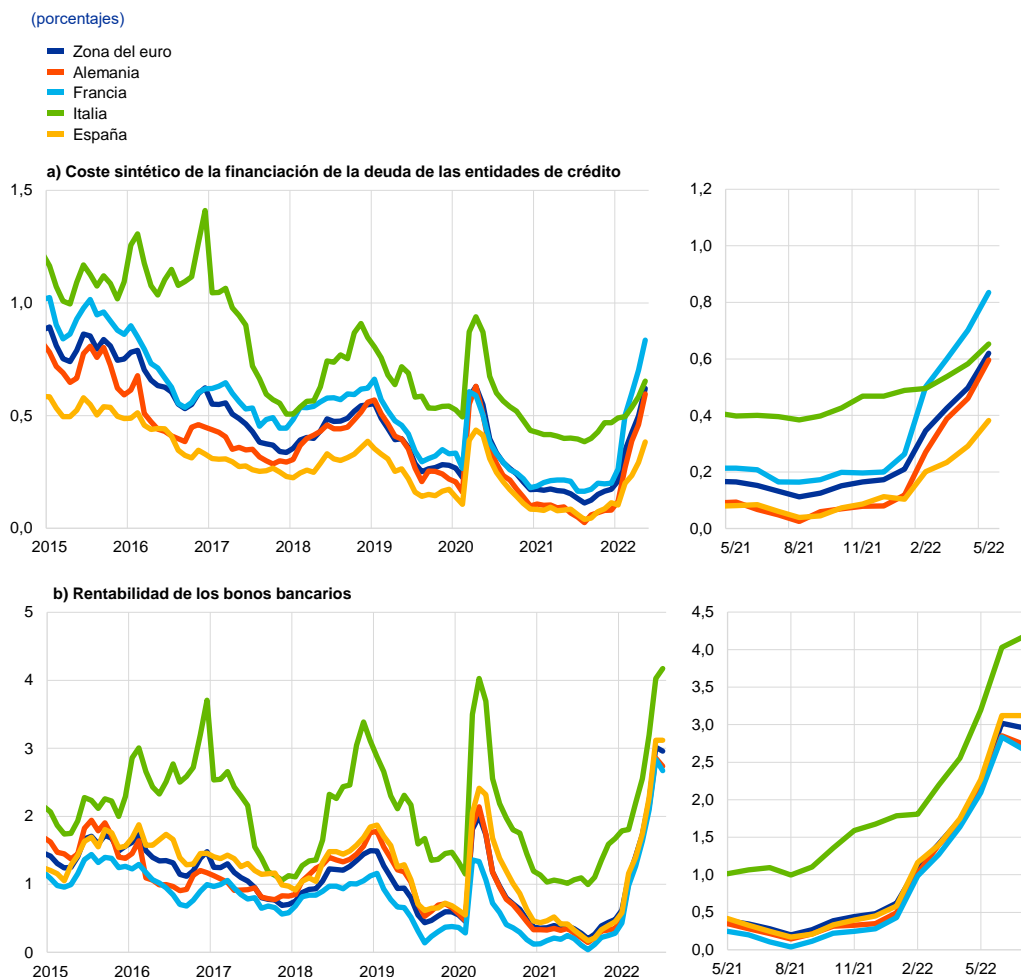 (porcentajes)
Zona del euro
Alemania
Francia
Italia
España
a) Coste sintético de la financiación de la deuda de las entidades de crédito
1,5
1,0
0,5
0,0
2015 2016 2017 2018 2019 2020 2021 2022
1,2
1,0
0,8
0,6
0,4
0,2
0,0
5/21 8/21 11/21 2/22 5/22
b) Rentabilidad de los bonos bancarios
5
4
3
2
1
0
2015 2016 2017 2018 2019 2020 2021 2022
4,5
4,0
3,5
3,0
2,5
2,0
1,5
1,0
0,5
0,0
5/21 8/21 11/21 2/22 5/22